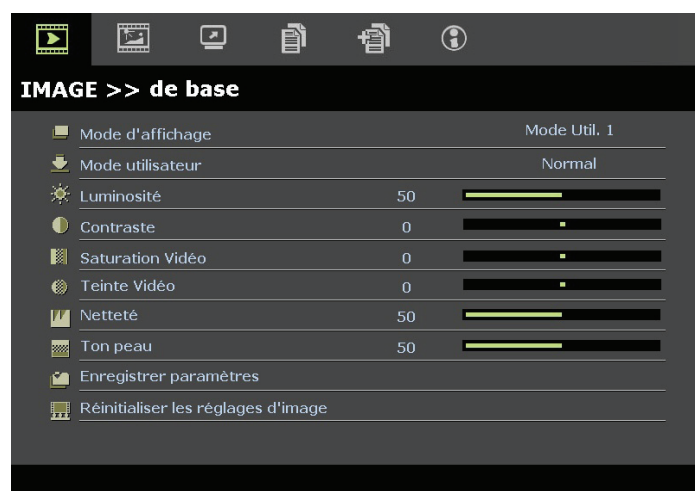 IMAGE >> de base
Mode d'affichage Mode Util. 1
Mode utilisateur Normal
Luminosité 50
Contraste 0
Saturation Vidéo 0
Teinte Vidéo 0
Netteté 50
Ton peau 50
Enregistrer paramètres
Réinitialiser les réglages d'image